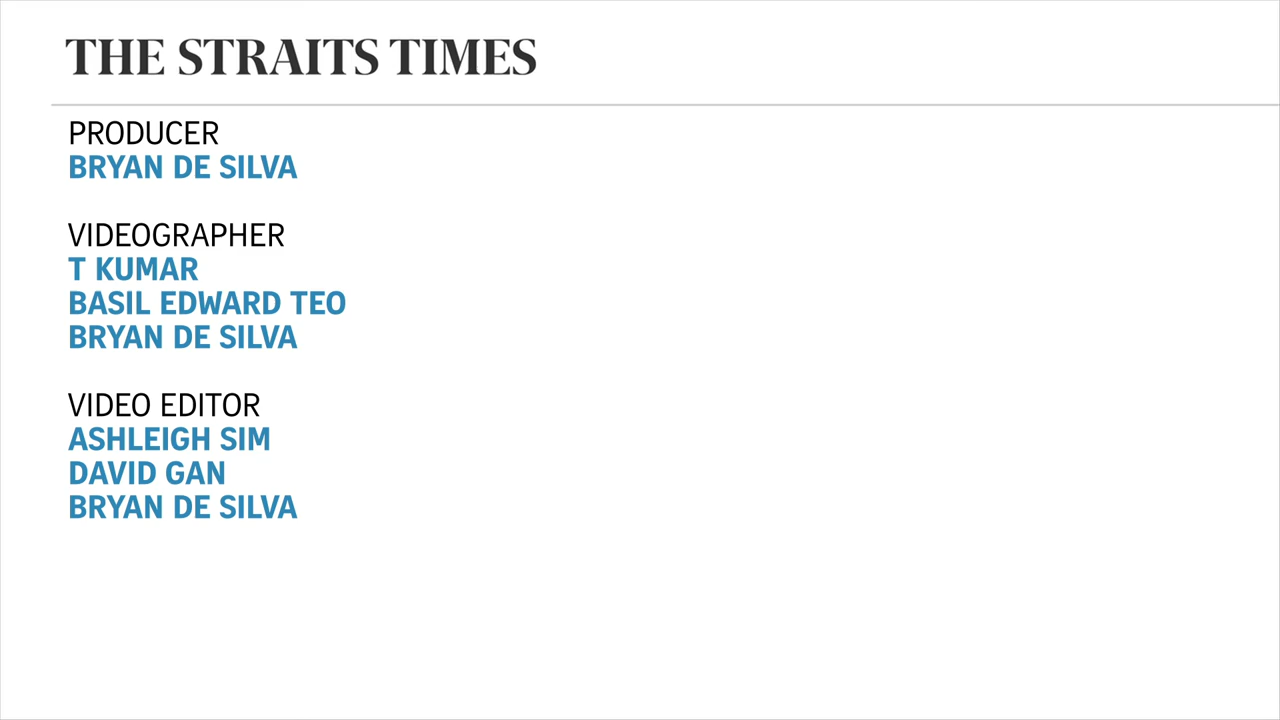 THE STRAITS TIMES
PRODUCER
BRYAN DE SILVA
VIDEOGRAPHER
T KUMAR
BASIL EDWARD TEO
BRYAN DE SILVA
VIDEO EDITOR
ASHLEIGH SIM
DAVID GAN
BRYAN DE SILVA